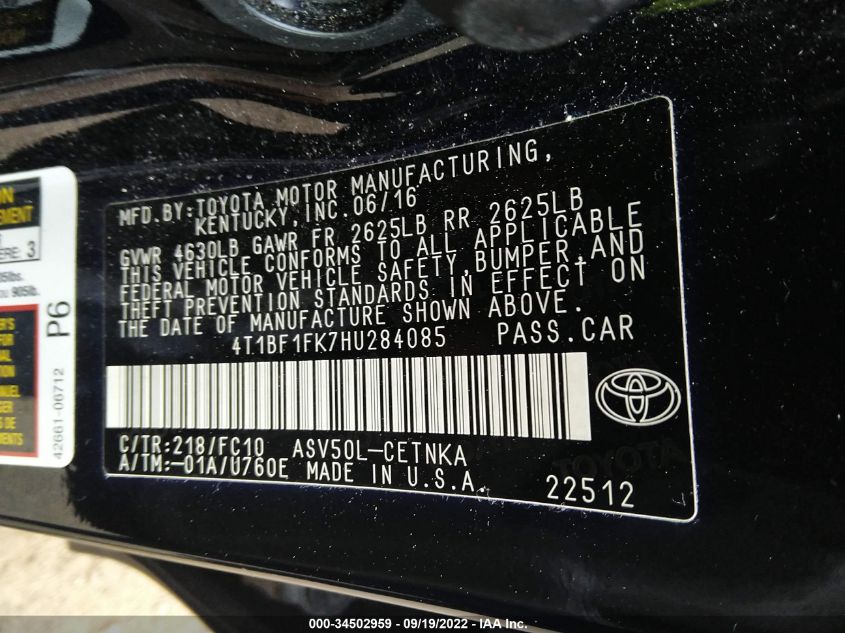 MFD.BY:TOYOTA MOTOR MANUFACTURING,
KENTUCKY,INC.06/16
GVWR 4630LB GAWR FR 2625LB RR 2625LB
THIS VEHICLE CONFORMS TO ALL APPLICABLE
FEDERAL MOTOR VEHICLE SAFETY,BUMPER,AND
THEFT PREVENTION STANDARDS IN EFFECT ON
THE DATE OF MANUFACTURE SHOWN ABOVE.
4T1BF1FK7HU284085 PASS.CAR
C/TR:218/FC10 ASV50L-CETNKA
A/TM:-01A/U760E MADE IN U.S.A.
22512
TOYOTA
3
905lb.
P6
42661-06712
000-34502959 - 09/19/2022 - IAA Inc.